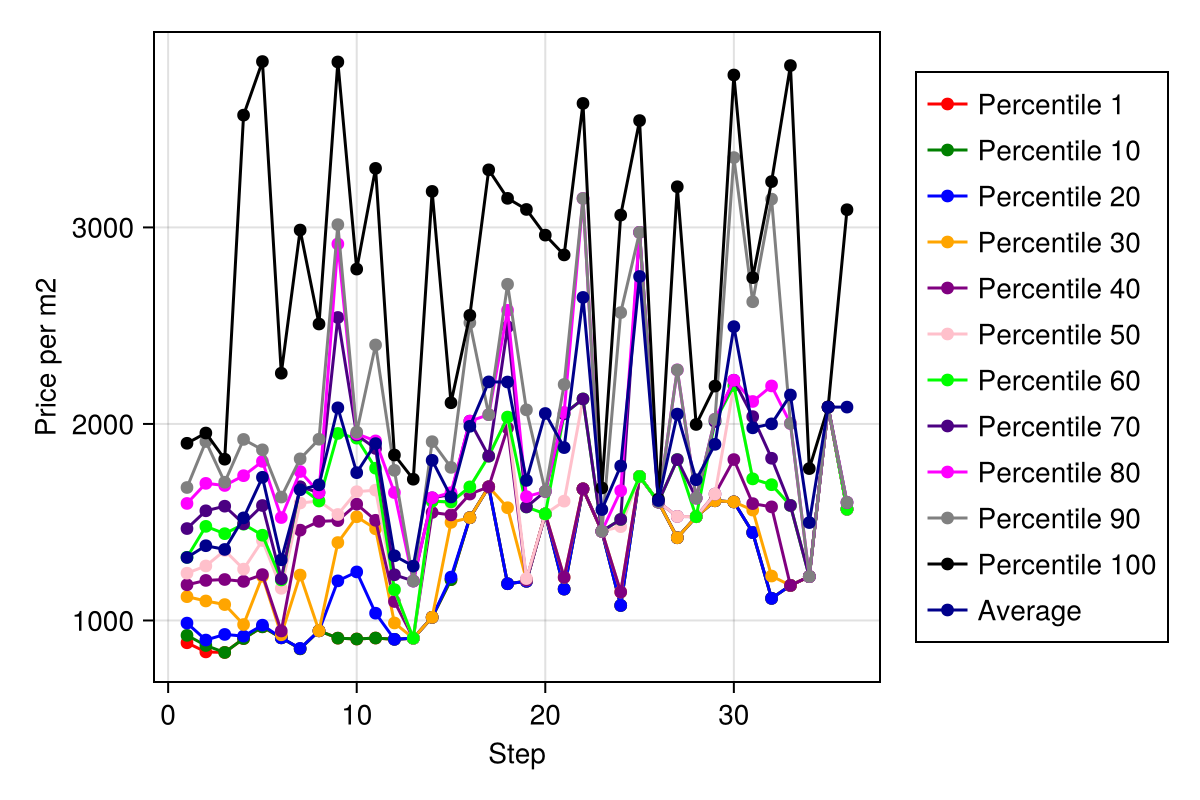 Price per m2
3000
2000
1000
0 10 20 30
Step
Percentile 1
Percentile 10
Percentile 20
Percentile 30
Percentile 40
Percentile 50
Percentile 60
Percentile 70
Percentile 80
Percentile 90
Percentile 100
Average